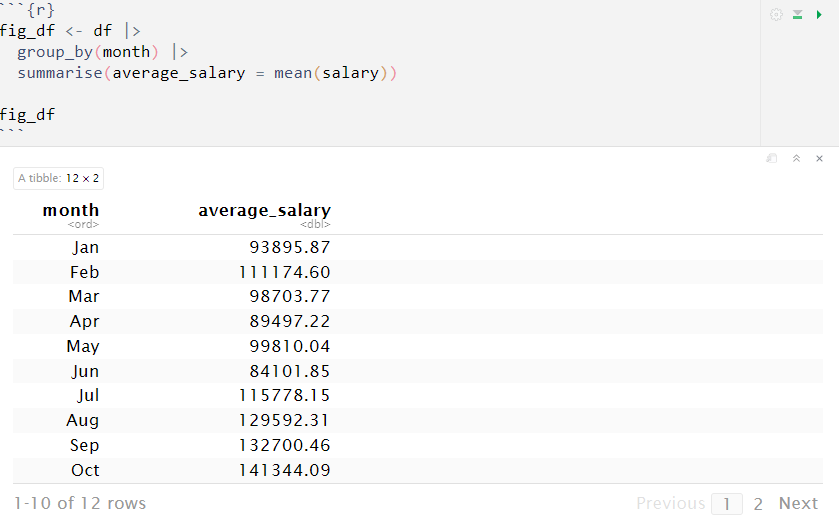 ```{r}
fig_df <- df |>
  group_by(month) |>
  summarise(average_salary = mean(salary))
fig_df
```
A tibble: 12 × 2
month average_salary
<ord> <dbl>
Jan 93895.87
Feb 111174.60
Mar 98703.77
Apr 89497.22
May 99810.04
Jun 84101.85
Jul 115778.15
Aug 129592.31
Sep 132700.46
Oct 141344.09
1-10 of 12 rows Previous 1 2 Next